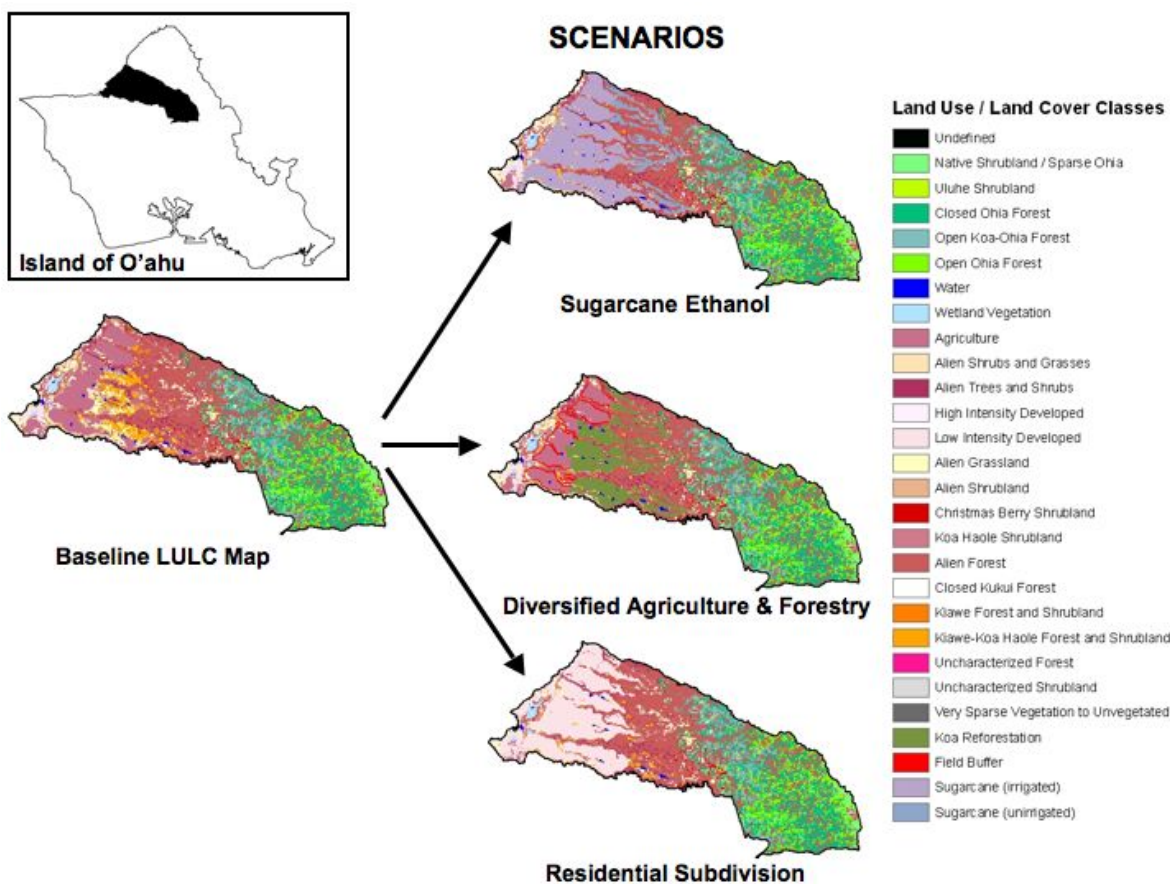 SCENARIOS
Island of O'ahu
Baseline LULC Map
Sugarcane Ethanol
Diversified Agriculture & Forestry
Residential Subdivision
Land Use / Land Cover Classes
Undefined
Native Shrubland / Sparse Ohia
Uluhe Shrubland
Closed Ohia Forest
Open Koa-Ohia Forest
Open Ohia Forest
Water
Wetland Vegetation
Agriculture
Alien Shrubs and Grasses
Alien Trees and Shrubs
High Intensity Developed
Low Intensity Developed
Alien Grassland
Alien Shrubland
Christmas Berry Shrubland
Koa Haole Shrubland
Alien Forest
Closed Kukui Forest
Kiawe Forest and Shrubland
Kiawe-Koa Haole Forest and Shrubland
Uncharacterized Forest
Uncharacterized Shrubland
Very Sparse Vegetation to Unvegetated
Koa Reforestation
Field Buffer
Sugarcane (irrigated)
Sugarcane (unirrigated)